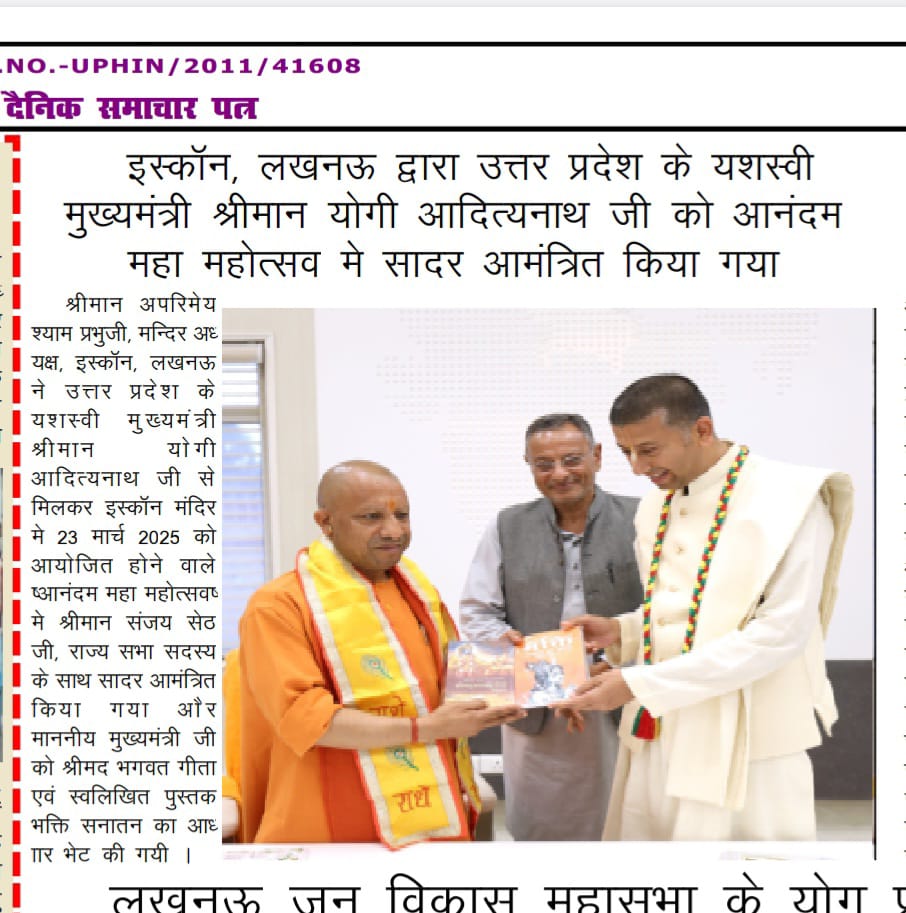 .NO.-UPHIN/2011/41608
दैनिक समाचार पत्र
इस्कॉन, लखनऊ द्वारा उत्तर प्रदेश के यशस्वी
मुख्यमंत्री श्रीमान योगी आदित्यनाथ जी को आनंदम
महा महोत्सव मे सादर आमंत्रित किया गया
श्रीमान अपरिमेय
श्याम प्रभुजी, मन्दिर अध
यक्ष, इस्कॉन, लखनऊ
ने उत्तर प्रदेश के
यशस्वी मुख्यमंत्री
श्रीमान योगी
आदित्यनाथ जी से
मिलकर इस्कॉन मंदिर
मे 23 मार्च 2025 को
आयोजित होने वाले
ष्आनंदम महा महोत्सवष
मे श्रीमान संजय सेठ
जी, राज्य सभा सदस्य
के साथ सादर आमंत्रित
किया गया और
माननीय मुख्यमंत्री जी
को श्रीमद भगवत गीता
एवं स्वलिखित पुस्तक
भक्ति सनातन का आध
ार भेट की गयी ।
राधे
राधे
भक्ति
लखनऊ जन विकास महासभा के योग